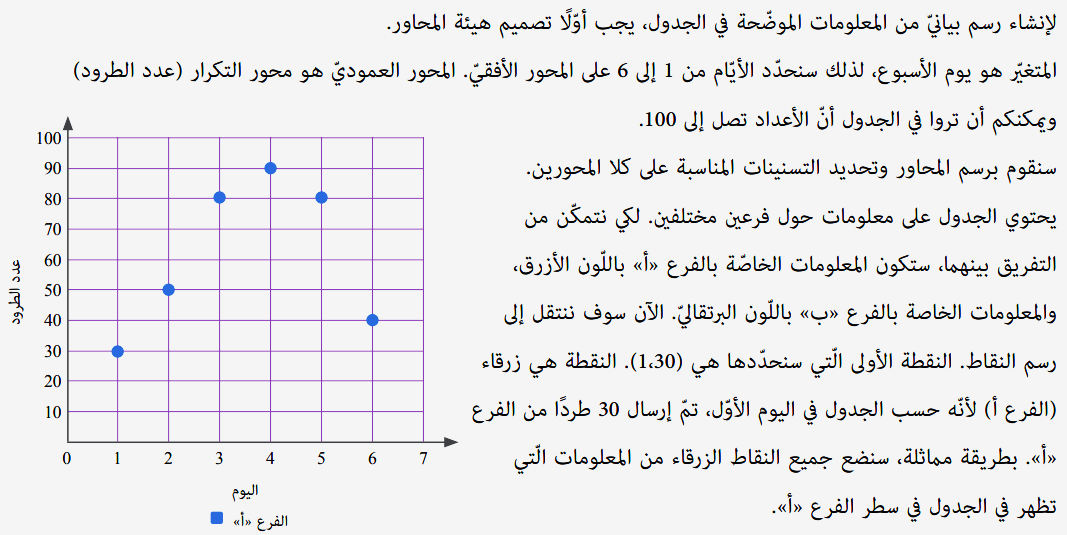 لإنشاء رسم بيانيّ من المعلومات الموضّحة في الجدول، يجب أوّلًا تصميم هيئة المحاور.
المتغيّر هو يوم الأسبوع، لذلك سنحدّد الأيّام من 1 إلى 6 على المحور الأفقيّ. المحور العموديّ هو محور التكرار (عدد الطرود)
ويمكنكم أن تروا في الجدول أنّ الأعداد تصل إلى 100.
سنقوم برسم المحاور وتحديد التسنينات المناسبة على كلا المحورين.
يحتوي الجدول على معلومات حول فرعين مختلفين. لكي نتمكّن من
التفريق بينهما، ستكون المعلومات الخاصّة بالفرع «أ» باللّون الأزرق،
والمعلومات الخاصة بالفرع «ب» باللّون البرتقاليّ. الآن سوف ننتقل إلى
رسم النقاط. النقطة الأولى الّتي سنحدّدها هي (1،30). النقطة هي زرقاء
(الفرع أ) لأنّه حسب الجدول في اليوم الأوّل، تمّ إرسال 30 طردًا من الفرع
«أ». بطريقة مماثلة، سنضع جميع النقاط الزرقاء من المعلومات الّتي
تظهر في الجدول في سطر الفرع «أ».
عدد الطرود
100
90
80
70
60
50
40
30
20
10
0 1 2 3 4 5 6 7
اليوم
الفرع «أ»